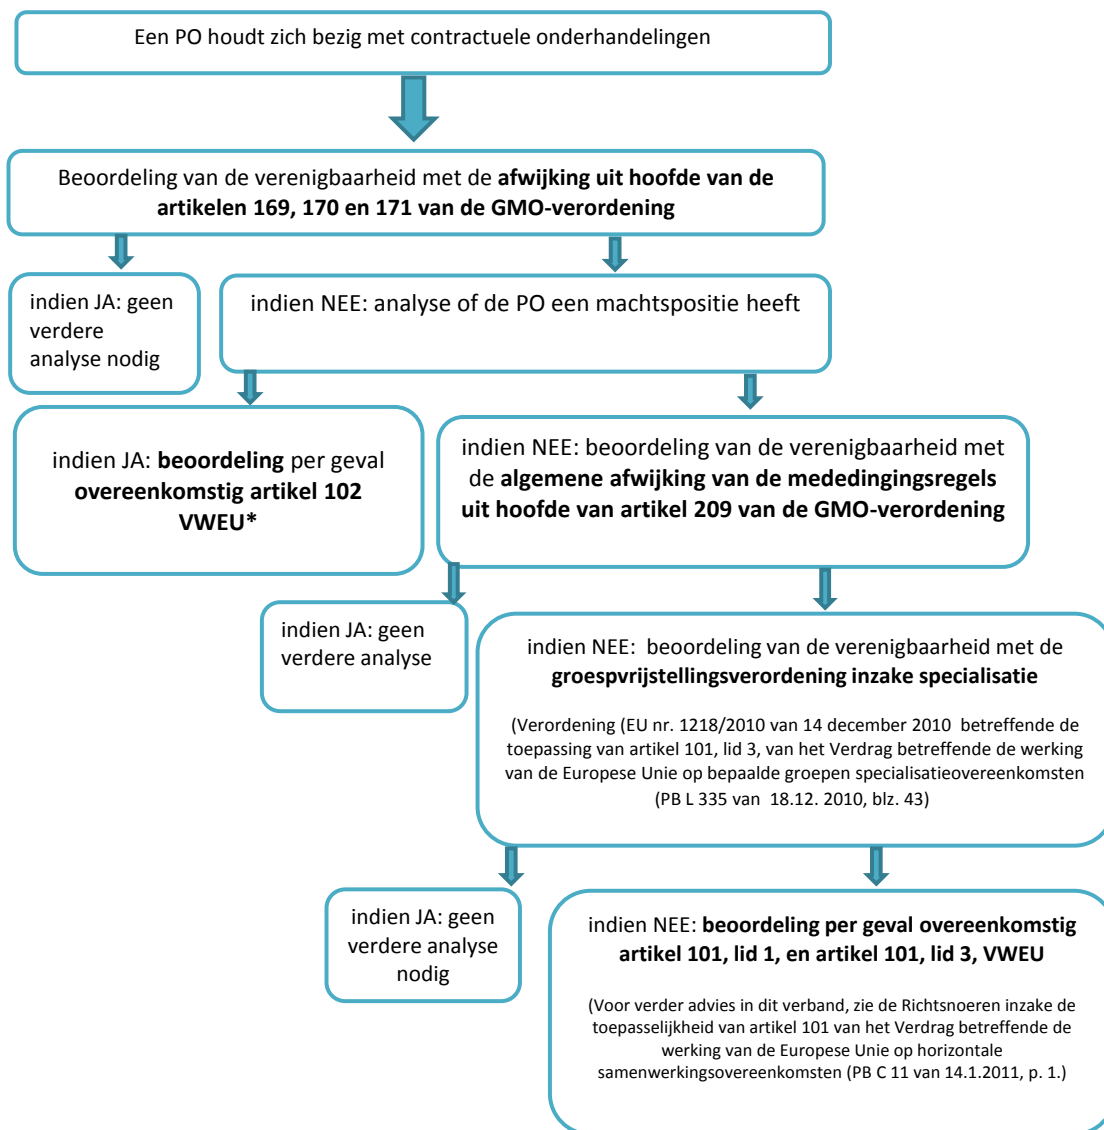 Een PO houdt zich bezig met contractuele onderhandelingen
Beoordeling van de verenigbaarheid met de afwijking uit hoofde van de
artikelen 169, 170 en 171 van de GMO-verordening
indien JA: geen
verdere
analyse nodig
indien NEE: analyse of de PO een machtspositie heeft
indien JA: beoordeling per geval
overeenkomstig artikel 102
VWEU*
indien NEE: beoordeling van de verenigbaarheid met
de algemene afwijking van de mededingingsregels
uit hoofde van artikel 209 van de GMO-verordening
indien JA: geen
verdere analyse
indien NEE: beoordeling van de verenigbaarheid met de
groespvrijstellingsverordening inzake specialisatie
(Verordening (EU nr. 1218/2010 van 14 december 2010 betreffende de
toepassing van artikel 101, lid 3, van het Verdrag betreffende de werking
van de Europese Unie op bepaalde groepen specialisatieovereenkomsten
(PB L 335 van 18.12. 2010, blz. 43)
indien JA: geen
verdere analyse
nodig
indien NEE: beoordeling per geval overeenkomstig
artikel 101, lid 1, en artikel 101, lid 3, VWEU
(Voor verder advies in dit verband, zie de Richtsnoeren inzake de
toepasselijkheid van artikel 101 van het Verdrag betreffende de
werking van de Europese Unie op horizontale
samenwerkingsovereenkomsten (PB C 11 van 14.1.2011, p. 1.)